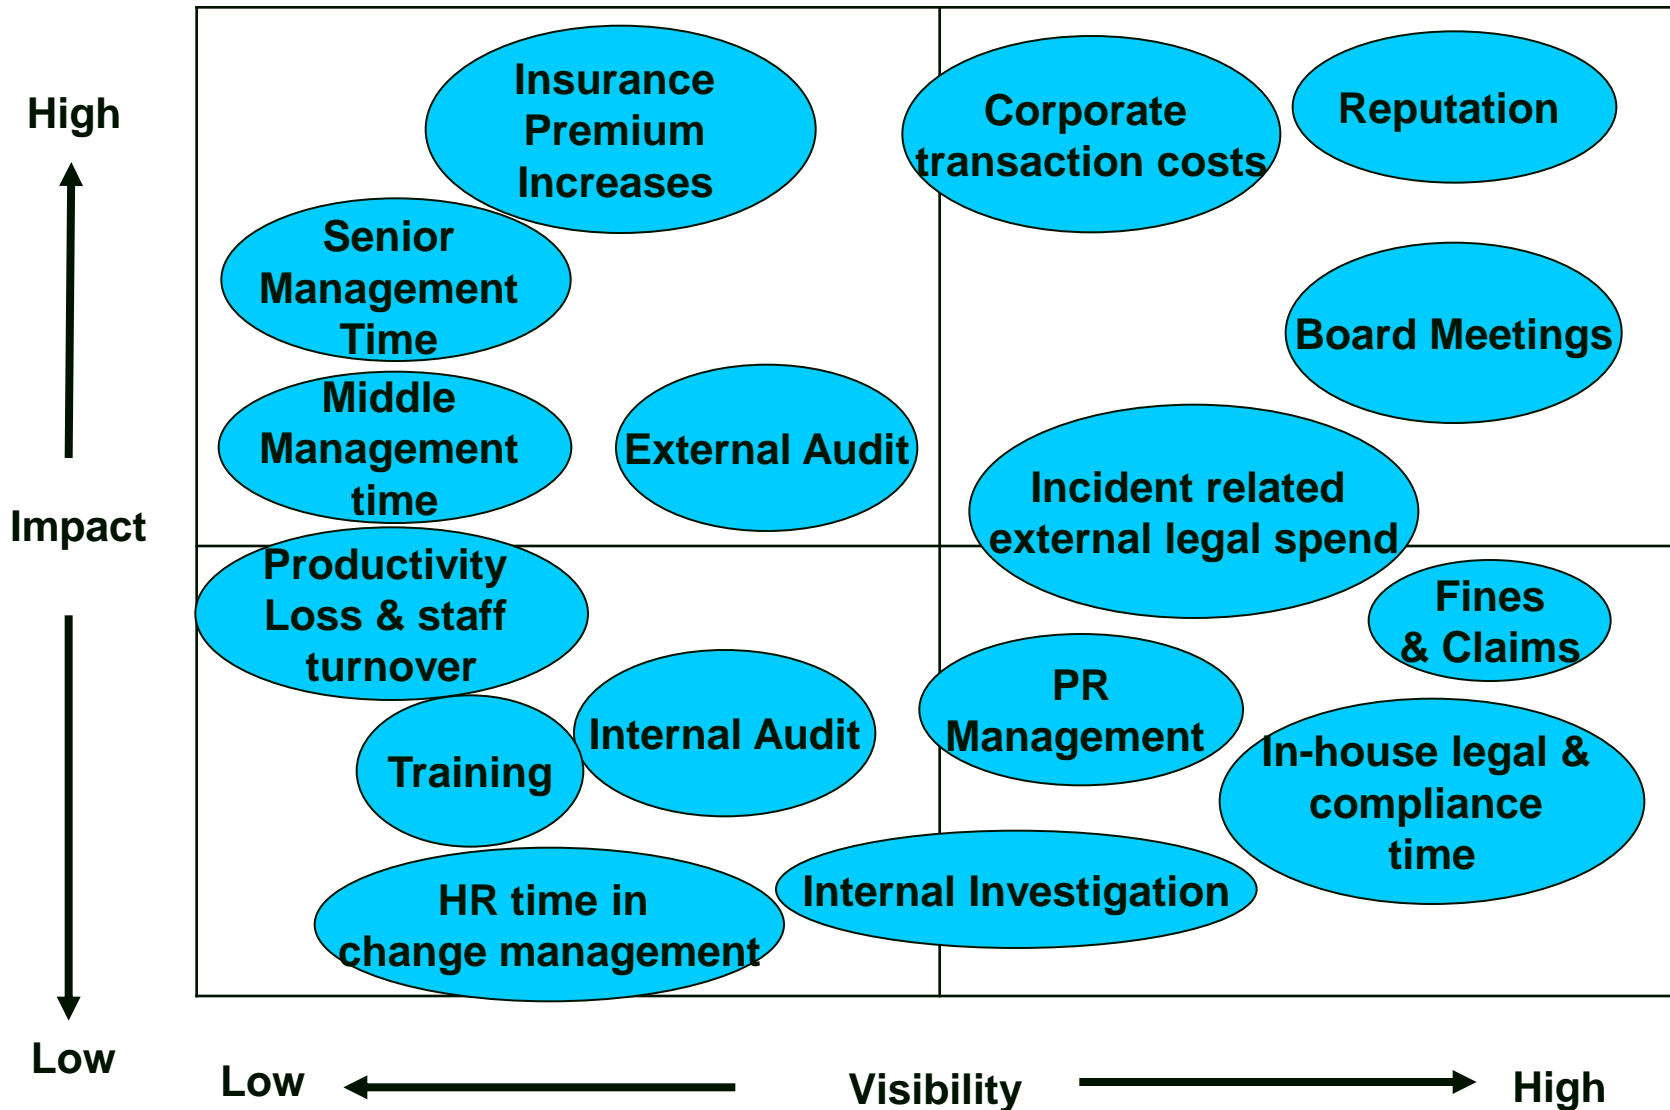 High
Impact
Low
Insurance
Premium
Increases
Corporate
transaction costs
Reputation
Senior
Management
Time
Board Meetings
Middle
Management
time
External Audit
Incident related
external legal spend
Productivity
Loss & staff
turnover
Fines
& Claims
PR
Management
Internal Audit
Training
In-house legal &
compliance
time
Internal Investigation
HR time in
change management
Low
Visibility
High